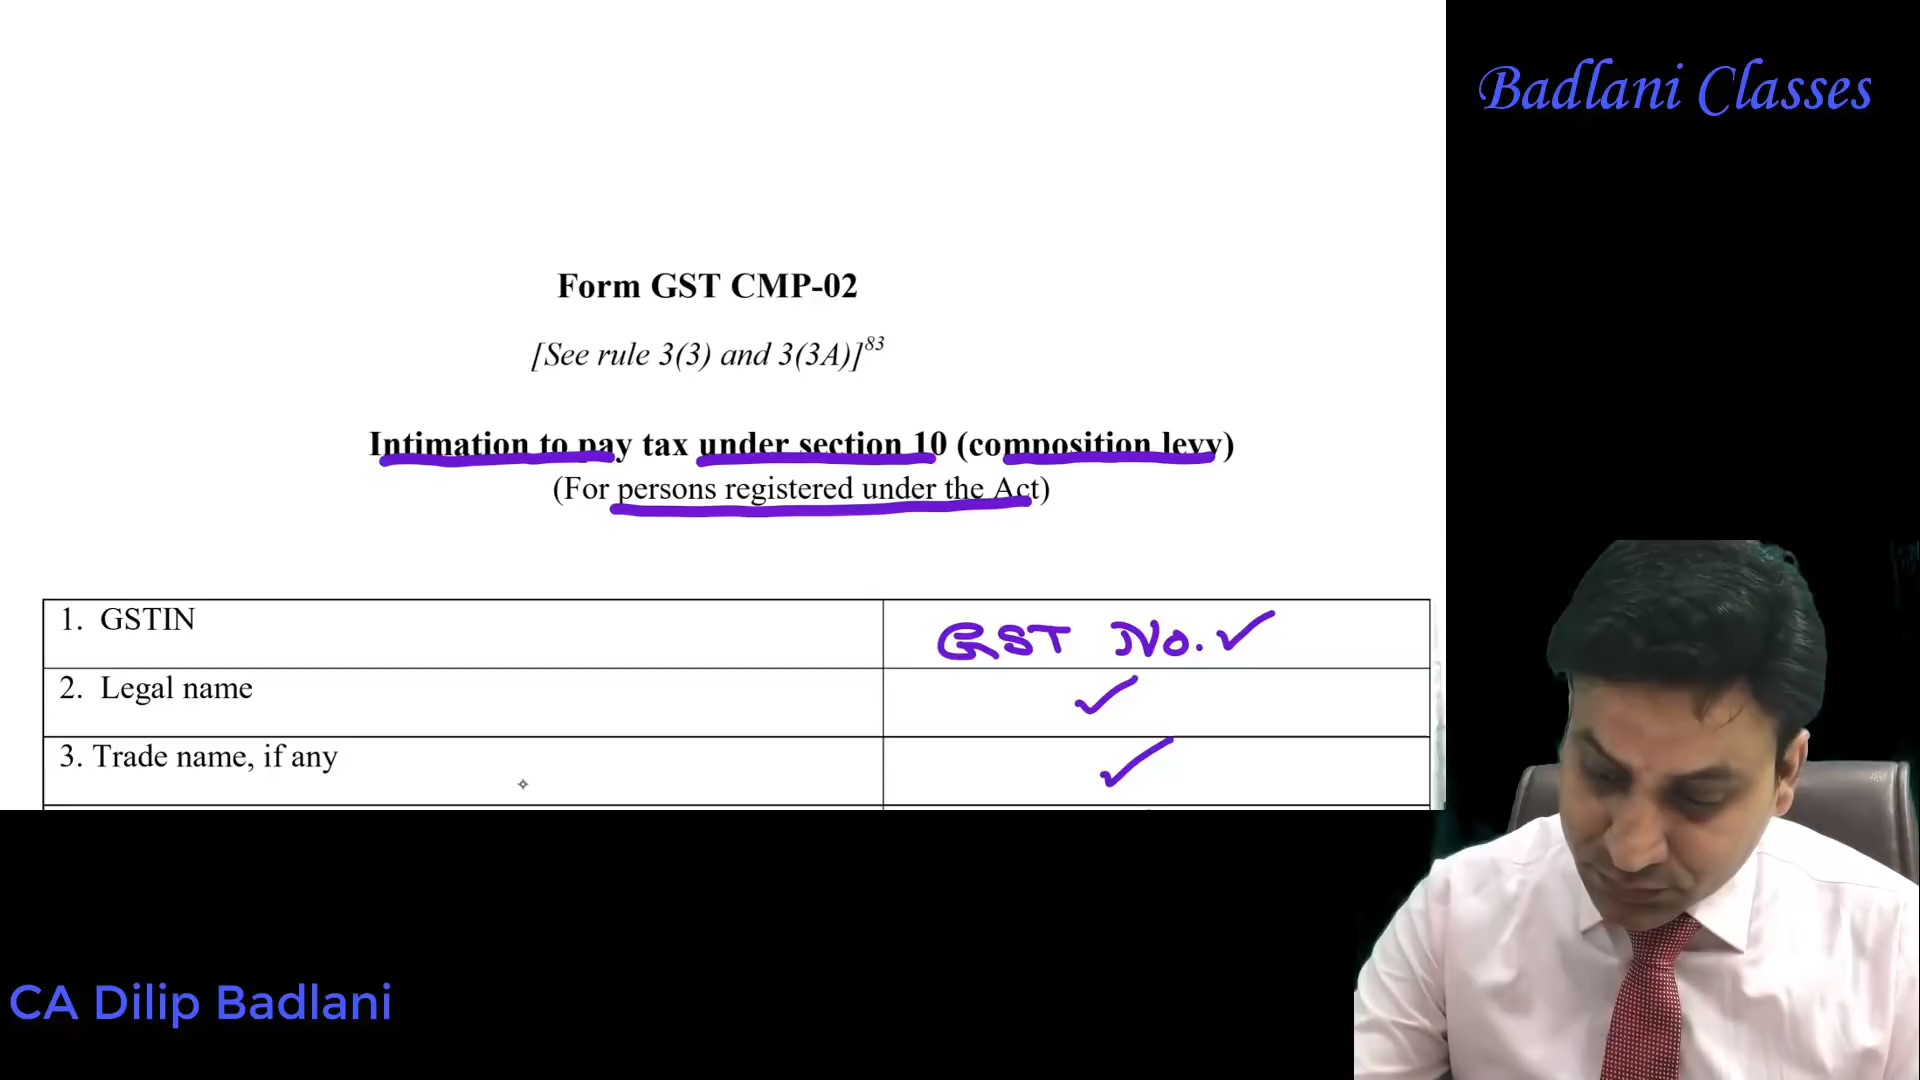 Badlani Classes
Form GST CMP-02
[See rule 3(3) and 3(3A)]83
Intimation to pay tax under section 10 (composition levy)
(For persons registered under the Act)
1. GSTIN
GST No. ✓
2. Legal name
✓
3. Trade name, if any
✓
CA Dilip Badlani